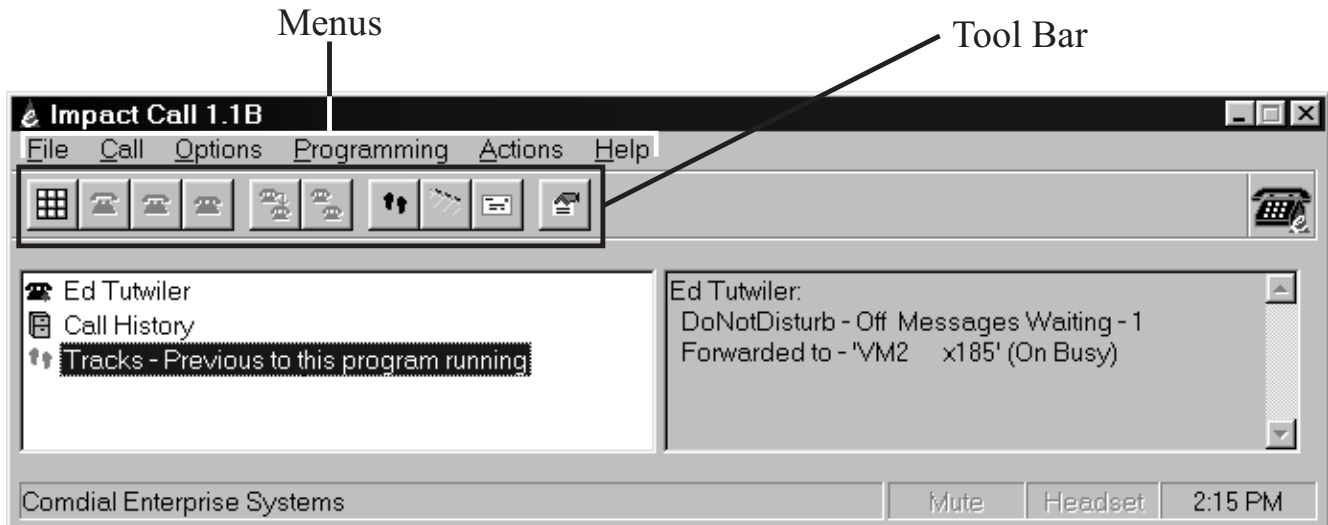 Menus
Tool Bar
Impact Call 1.1B
File Call Options Programming Actions Help
Ed Tutwiler
Call History
Tracks - Previous to this program running
Ed Tutwiler:
DoNotDisturb - Off Messages Waiting - 1
Forwarded to - 'VM2 x185' (On Busy)
Comdial Enterprise Systems Mute Headset 2:15 PM